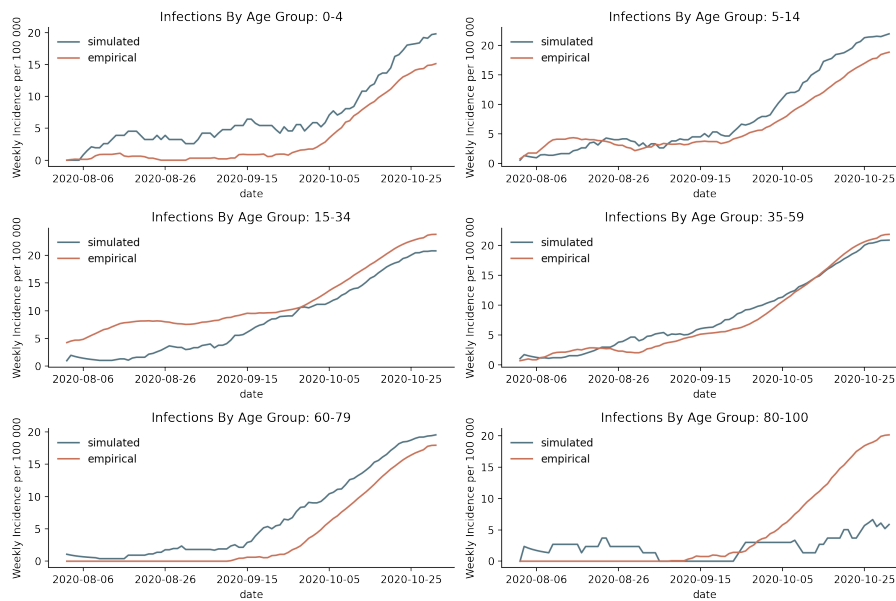 Infections By Age Group: 0-4
Weekly Incidence per 100 000
20
15
10
5
0
simulated
empirical
2020-08-06 2020-08-26 2020-09-15 2020-10-05 2020-10-25
date
Infections By Age Group: 5-14
Weekly Incidence per 100 000
20
15
10
5
0
simulated
empirical
2020-08-06 2020-08-26 2020-09-15 2020-10-05 2020-10-25
date
Infections By Age Group: 15-34
Weekly Incidence per 100 000
20
15
10
5
0
simulated
empirical
2020-08-06 2020-08-26 2020-09-15 2020-10-05 2020-10-25
date
Infections By Age Group: 35-59
Weekly Incidence per 100 000
20
15
10
5
0
simulated
empirical
2020-08-06 2020-08-26 2020-09-15 2020-10-05 2020-10-25
date
Infections By Age Group: 60-79
Weekly Incidence per 100 000
20
15
10
5
0
simulated
empirical
2020-08-06 2020-08-26 2020-09-15 2020-10-05 2020-10-25
date
Infections By Age Group: 80-100
Weekly Incidence per 100 000
20
15
10
5
0
simulated
empirical
2020-08-06 2020-08-26 2020-09-15 2020-10-05 2020-10-25
date